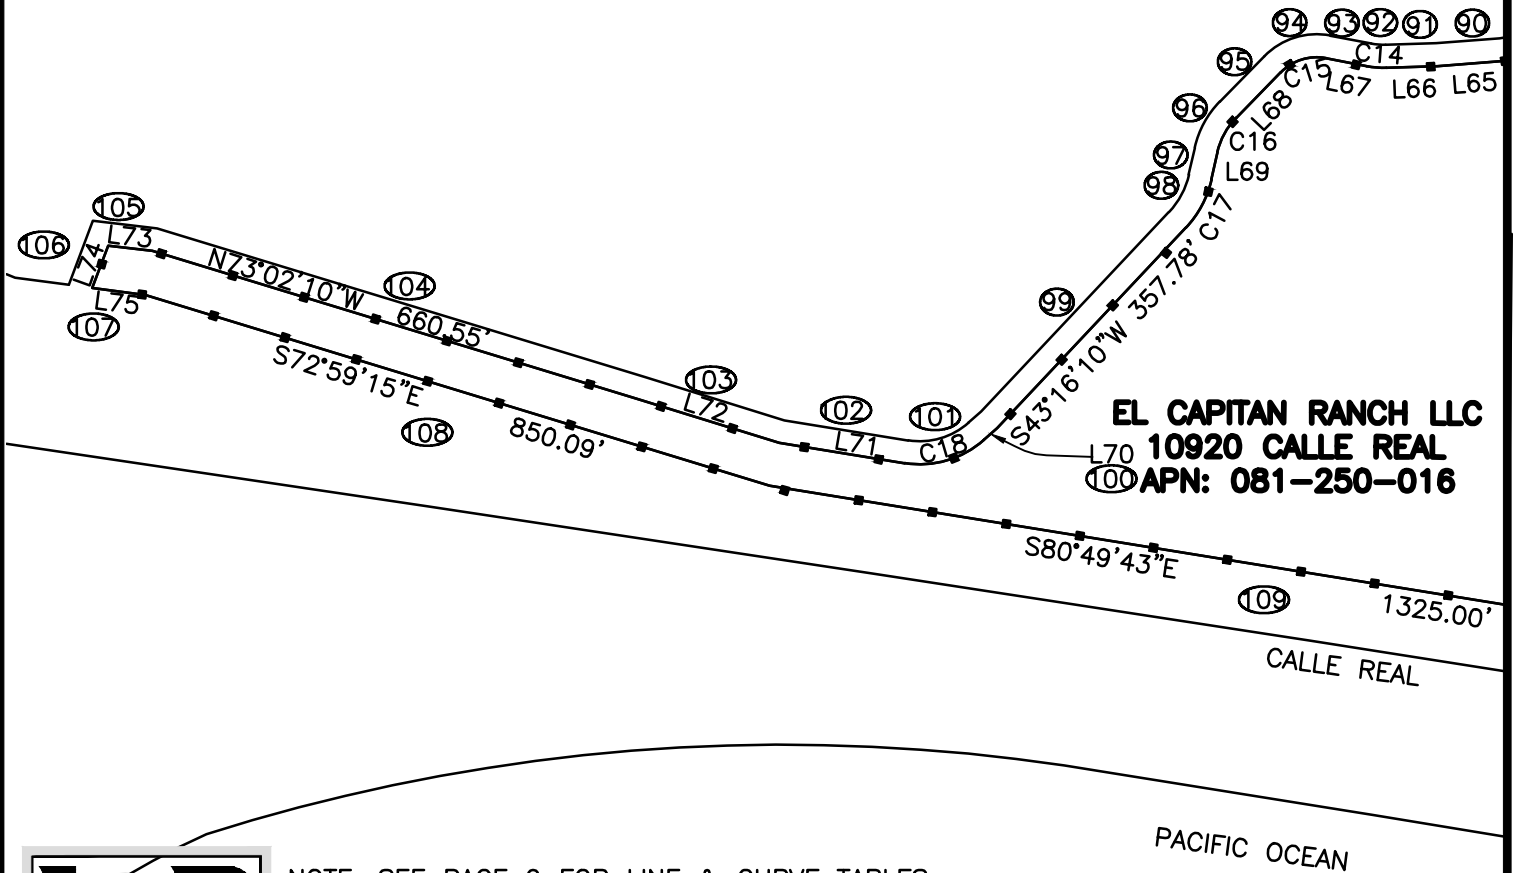 94 93 92 91 90
95 C14
C15 L67 L66 L65
96 L68
C16
97 L69
98
105 C17
106 L73
L74 N73°02'10"W 104
L75 660.55' 99 S43°16'10"W 357.78'
107
S72°59'15"E 103
L72 102 101
108 850.09' L71 C18
EL CAPITAN RANCH LLC
L70 10920 CALLE REAL
100 APN: 081-250-016
S80°49'43"E
109 1325.00'
CALLE REAL
PACIFIC OCEAN